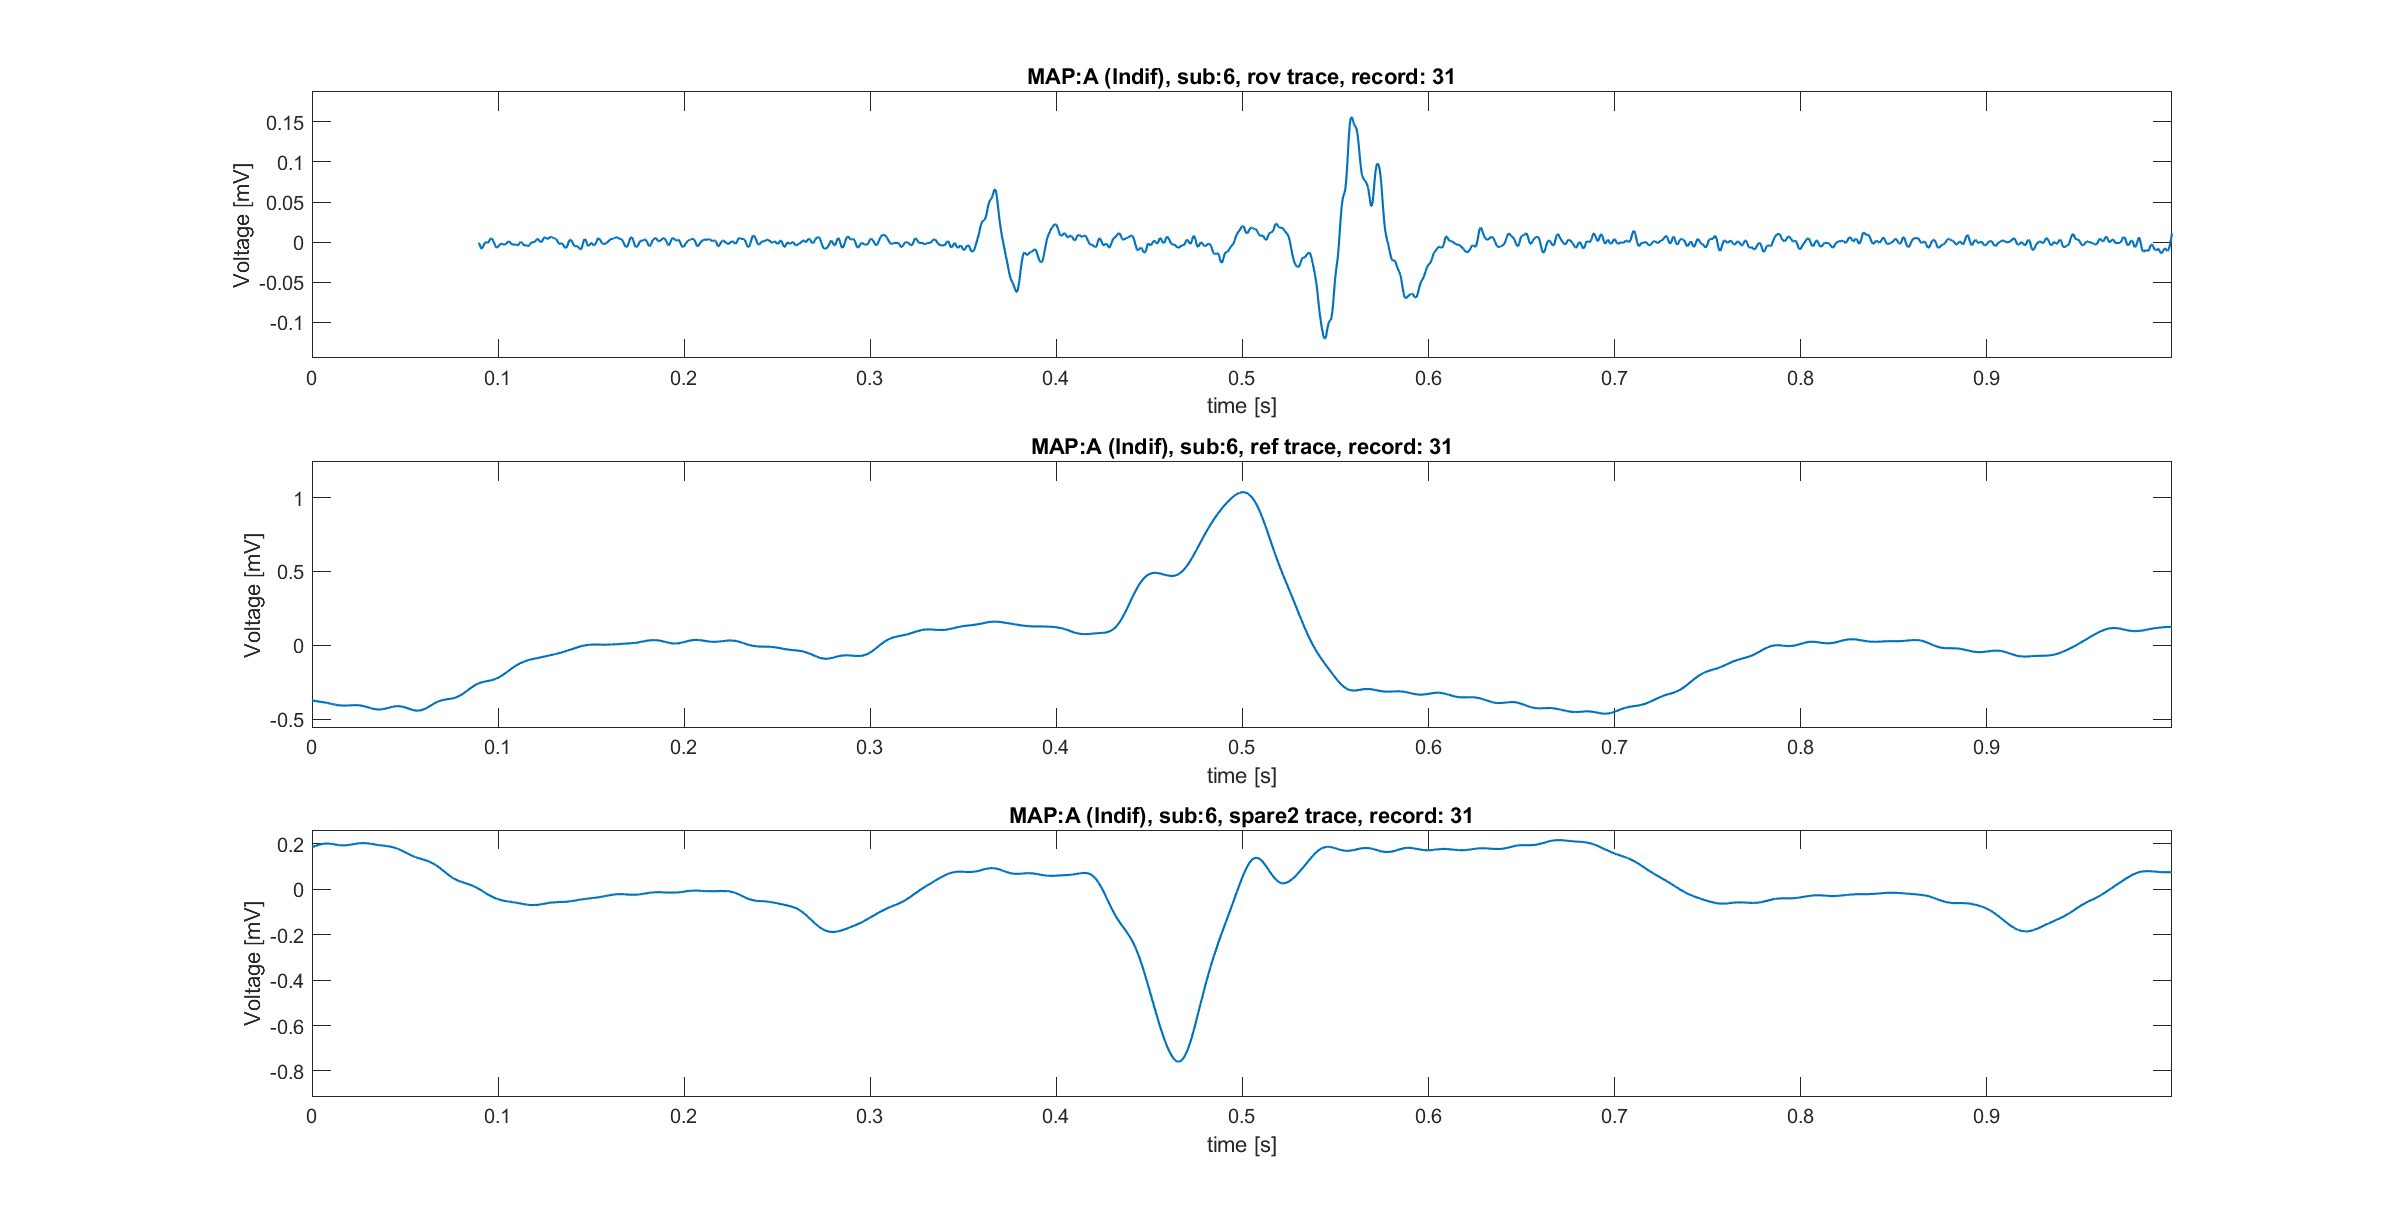 MAP:A (Indif), sub:6, rov trace, record: 31
Voltage [mV]
0.15
0.1
0.05
0
-0.05
-0.1
0 0.1 0.2 0.3 0.4 0.5 0.6 0.7 0.8 0.9
time [s]
MAP:A (Indif), sub:6, ref trace, record: 31
Voltage [mV]
1
0.5
0
-0.5
0 0.1 0.2 0.3 0.4 0.5 0.6 0.7 0.8 0.9
time [s]
MAP:A (Indif), sub:6, spare2 trace, record: 31
Voltage [mV]
0.2
0
-0.2
-0.4
-0.6
-0.8
0 0.1 0.2 0.3 0.4 0.5 0.6 0.7 0.8 0.9
time [s]